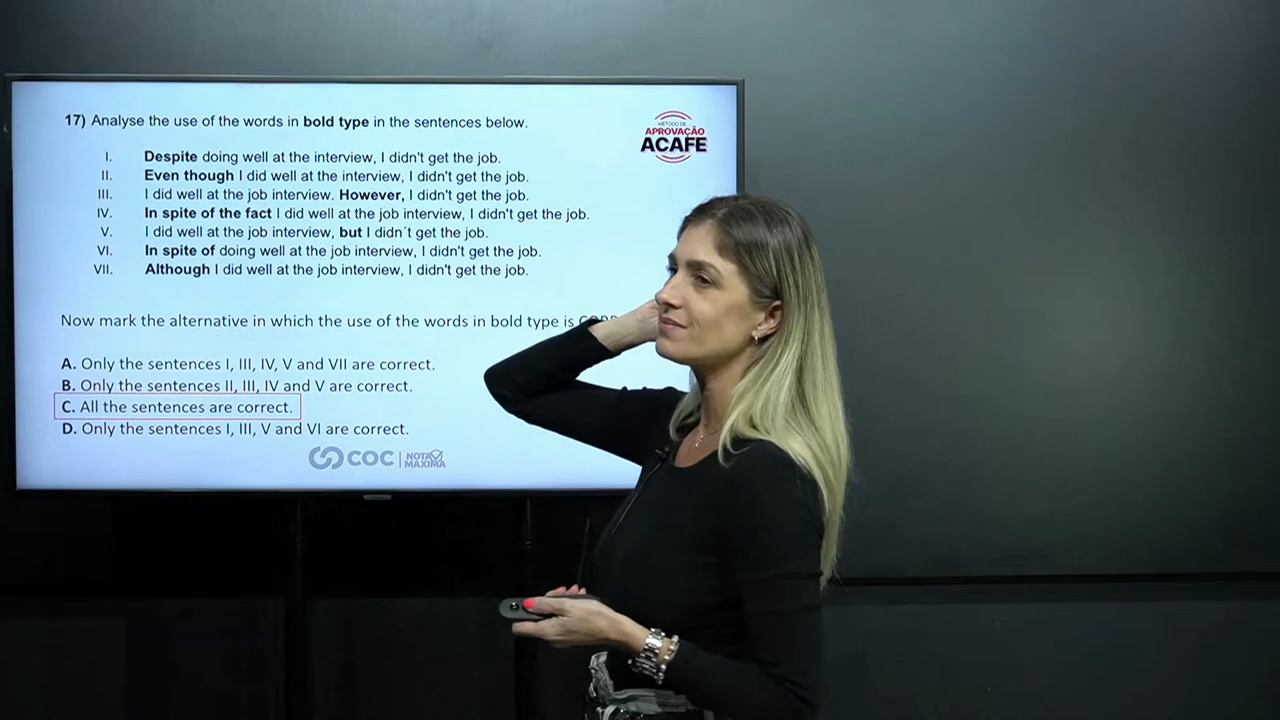 17) Analyse the use of the words in bold type in the sentences below.
MÉTODO DE
APROVAÇÃO
ACAFE
I. Despite doing well at the interview, I didn't get the job.
II. Even though I did well at the job interview, I didn't get the job.
III. I did well at the job interview. However, I didn't get the job.
IV. In spite of the fact I did well at the job interview, I didn't get the job.
V. I did well at the job interview, but I didn´t get the job.
VI. In spite of doing well at the job interview, I didn't get the job.
VII. Although I did well at the job interview, I didn't get the job.
Now mark the alternative in which the use of the words in bold type is
A. Only the sentences I, III, IV, V and VII are correct.
B. Only the sentences II, III, IV and V are correct.
C. All the sentences are correct.
D. Only the sentences I, III, V and VI are correct.
COC | NOTA MÁXIMA